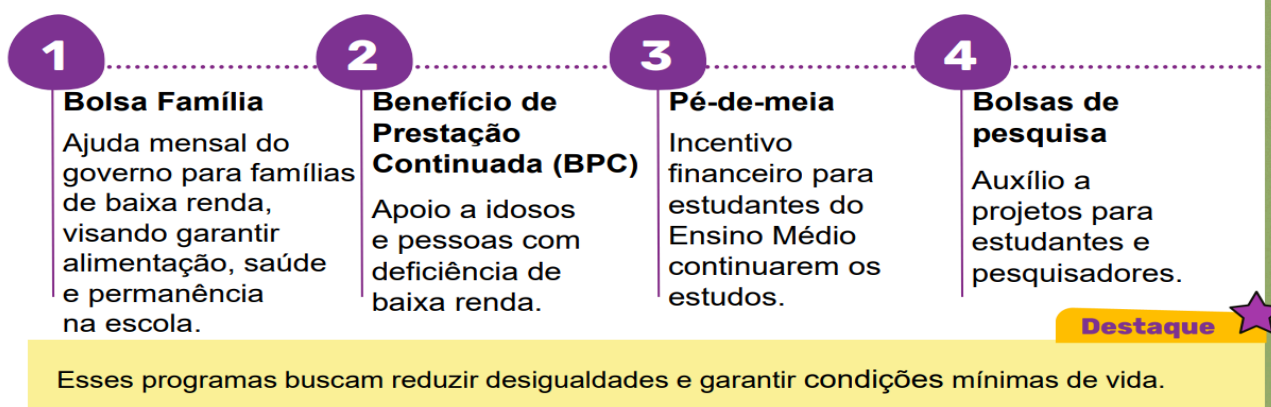 1
Bolsa Família
Ajuda mensal do
governo para famílias
de baixa renda,
visando garantir
alimentação, saúde
e permanência
na escola.
2
Benefício de
Prestação
Continuada (BPC)
Apoio a idosos
e pessoas com
deficiência de
baixa renda.
3
Pé-de-meia
Incentivo
financeiro para
estudantes do
Ensino Médio
continuarem os
estudos.
4
Bolsas de
pesquisa
Auxílio a
projetos para
estudantes e
pesquisadores.
Destaque
Esses programas buscam reduzir desigualdades e garantir condições mínimas de vida.